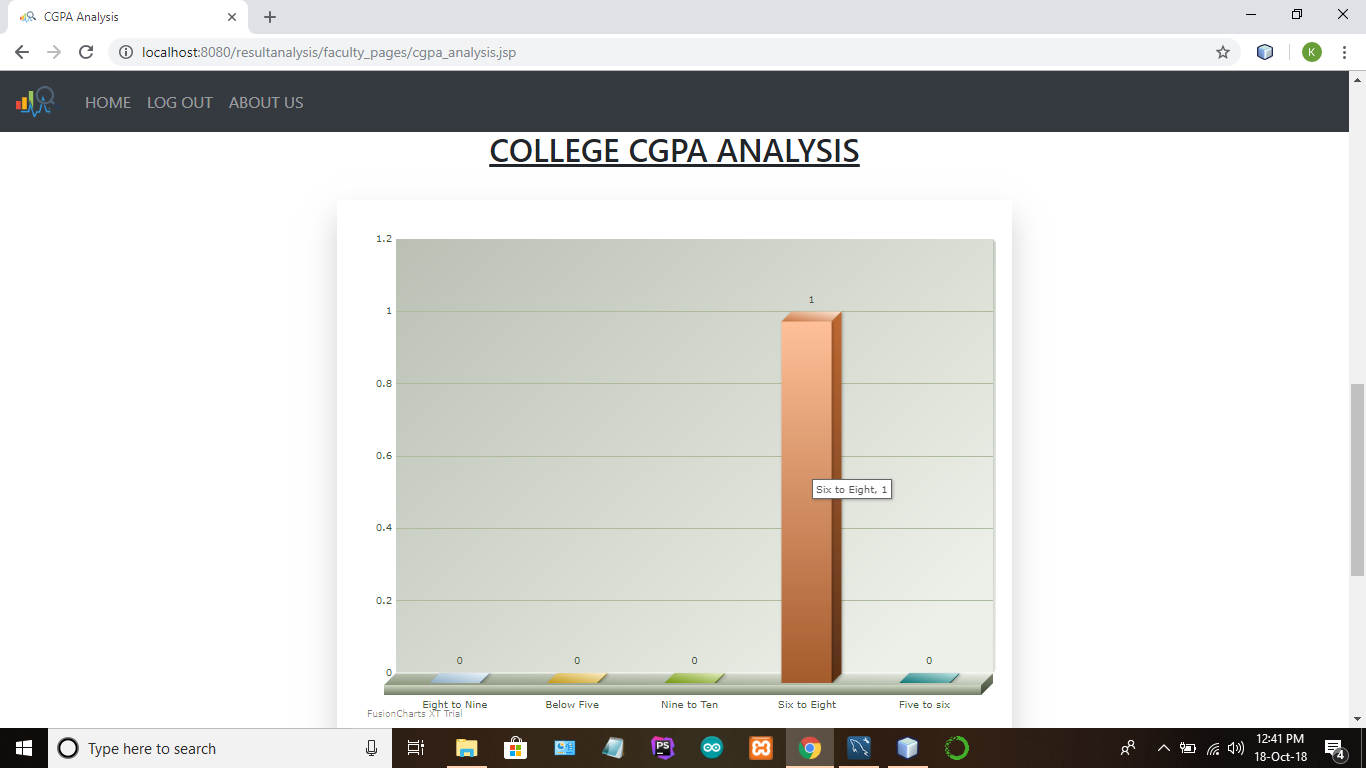 CGPA Analysis
localhost:8080/resultanalysis/faculty_pages/cgpa_analysis.jsp
K
HOME LOG OUT ABOUT US
COLLEGE CGPA ANALYSIS
1.2
1
1
0.8
0.6
Six to Eight, 1
0.4
0.2
0 0 0 0
0
Eight to Nine Below Five Nine to Ten Six to Eight Five to six
FusionCharts XT Trial
Type here to search
PS
12:41 PM
18-Oct-18
4